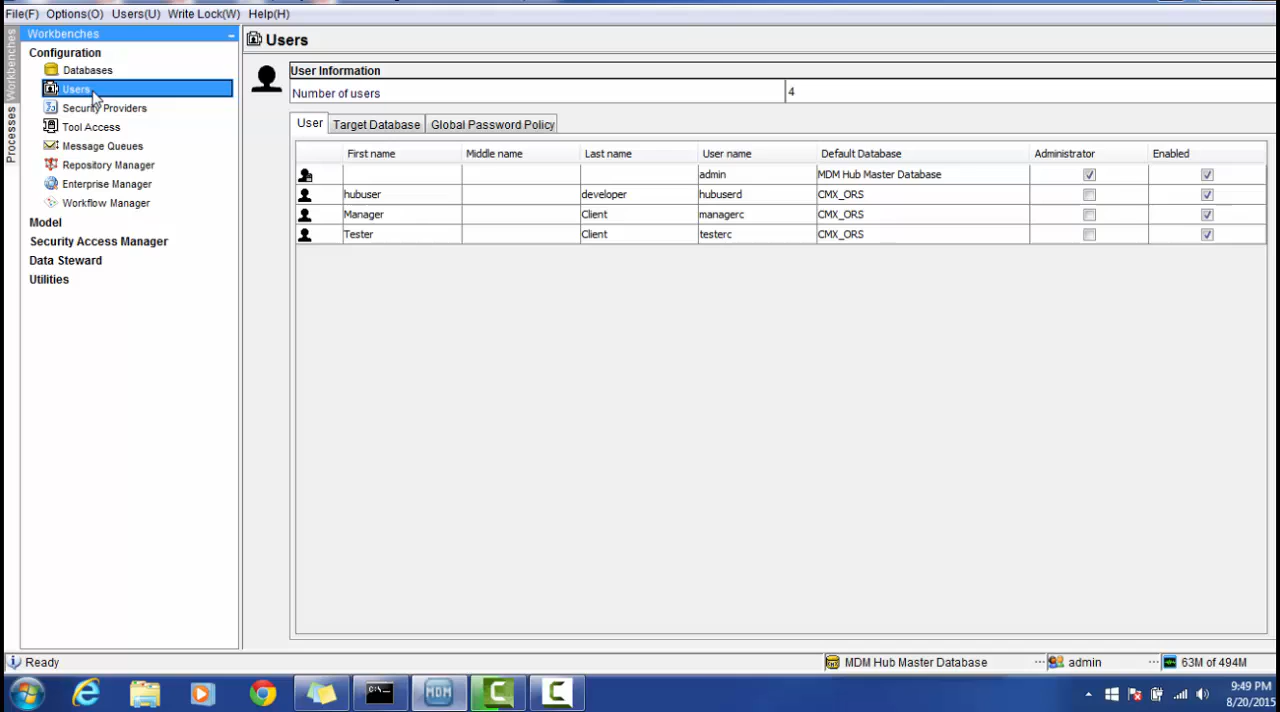 File(F) Options(O) Users(U) Write Lock(W) Help(H)
Workbenches
Processes
Workbenches
Configuration
Databases
Users
Security Providers
Tool Access
Message Queues
Repository Manager
Enterprise Manager
Workflow Manager
Model
Security Access Manager
Data Steward
Utilities
Users
User Information
Number of users 4
User Target Database Global Password Policy
First name Middle name Last name User name Default Database Administrator Enabled
admin MDM Hub Master Database
hubuser developer hubuserd CMX_ORS
Manager Client managerc CMX_ORS
Tester Client testerc CMX_ORS
Ready MDM Hub Master Database ... admin ... 63M of 494M
C:\_ MDM C C
9:49 PM
8/20/2015